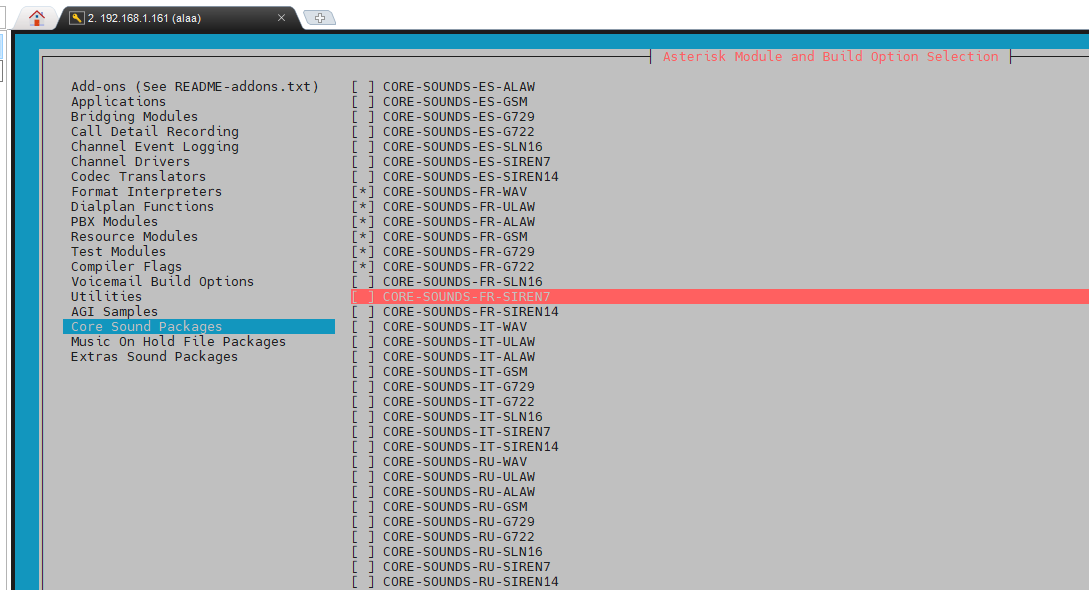 2. 192.168.1.161 (alaa)
Asterisk Module and Build Option Selection
Add-ons (See README-addons.txt) [ ] CORE-SOUNDS-ES-ALAW
Applications [ ] CORE-SOUNDS-ES-GSM
Bridging Modules [ ] CORE-SOUNDS-ES-G729
Call Detail Recording [ ] CORE-SOUNDS-ES-G722
Channel Event Logging [ ] CORE-SOUNDS-ES-SLN16
Channel Drivers [ ] CORE-SOUNDS-ES-SIREN7
Codec Translators [ ] CORE-SOUNDS-ES-SIREN14
Format Interpreters [*] CORE-SOUNDS-FR-WAV
Dialplan Functions [*] CORE-SOUNDS-FR-ULAW
PBX Modules [*] CORE-SOUNDS-FR-ALAW
Resource Modules [*] CORE-SOUNDS-FR-GSM
Test Modules [*] CORE-SOUNDS-FR-G729
Compiler Flags [*] CORE-SOUNDS-FR-G722
Voicemail Build Options [ ] CORE-SOUNDS-FR-SLN16
Utilities [ ] CORE-SOUNDS-FR-SIREN7
AGI Samples [ ] CORE-SOUNDS-FR-SIREN14
Core Sound Packages [ ] CORE-SOUNDS-IT-WAV
Music On Hold File Packages [ ] CORE-SOUNDS-IT-ULAW
Extras Sound Packages [ ] CORE-SOUNDS-IT-ALAW
[ ] CORE-SOUNDS-IT-GSM
[ ] CORE-SOUNDS-IT-G729
[ ] CORE-SOUNDS-IT-G722
[ ] CORE-SOUNDS-IT-SLN16
[ ] CORE-SOUNDS-IT-SIREN7
[ ] CORE-SOUNDS-IT-SIREN14
[ ] CORE-SOUNDS-RU-WAV
[ ] CORE-SOUNDS-RU-ULAW
[ ] CORE-SOUNDS-RU-ALAW
[ ] CORE-SOUNDS-RU-GSM
[ ] CORE-SOUNDS-RU-G729
[ ] CORE-SOUNDS-RU-G722
[ ] CORE-SOUNDS-RU-SLN16
[ ] CORE-SOUNDS-RU-SIREN7
[ ] CORE-SOUNDS-RU-SIREN14